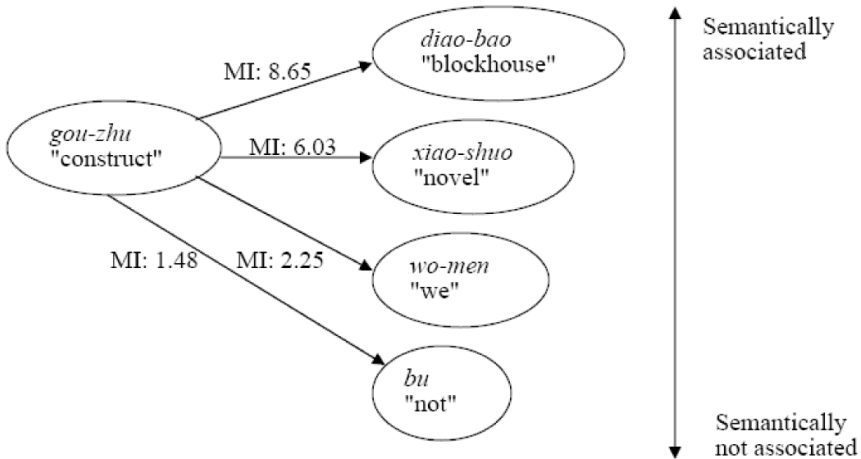 diao-bao
"blockhouse"
Semantically
associated
MI: 8.65
gou-zhu
"construct"
MI: 6.03
xiao-shuo
"novel"
MI: 1.48
MI: 2.25
wo-men
"we"
bu
"not"
Semantically
not associated